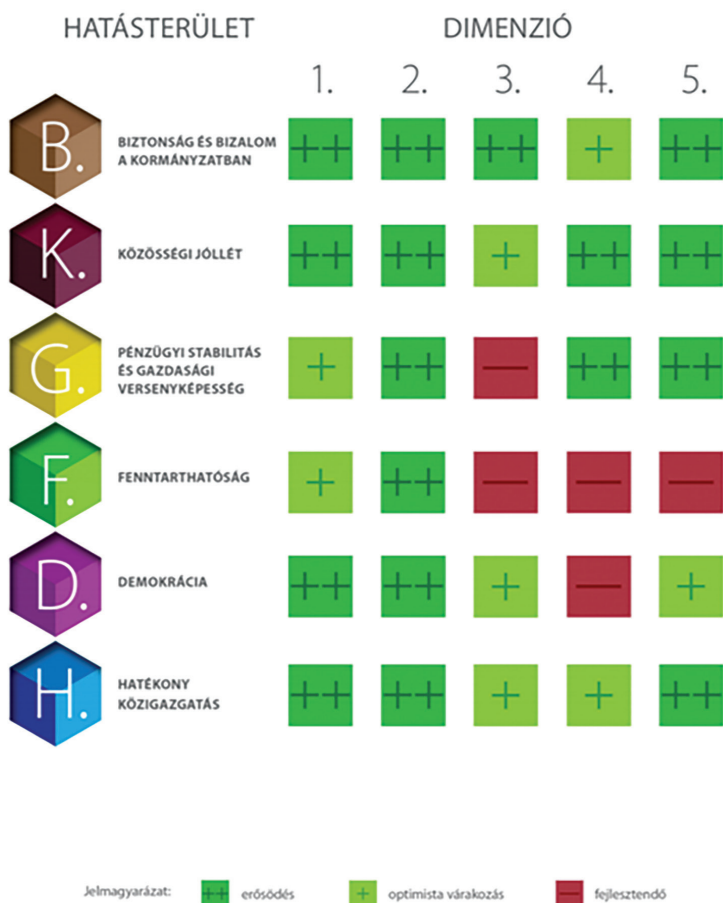 HATÁSTERÜLET DIMENZIÓ
1. 2. 3. 4. 5.
B. BIZTONSÁG ÉS BIZALOM
A KORMÁNYZATBAN
++ ++ ++ + ++
K. KÖZÖSSÉGI JÓLLÉT ++ ++ + ++ ++
PÉNZÜGYI STABILITÁS
G. ÉS GAZDASÁGI + ++ — ++ ++
VERSENYKÉPESSÉG
F. FENNTARTHATÓSÁG + ++ — — —
D. DEMOKRÁCIA ++ ++ + — +
H. HATÉKONY
KÖZIGAZGATÁS
++ ++ + + ++
Jelmagyarázat: ++ erősödés + optimista várakozás — fejlesztendő